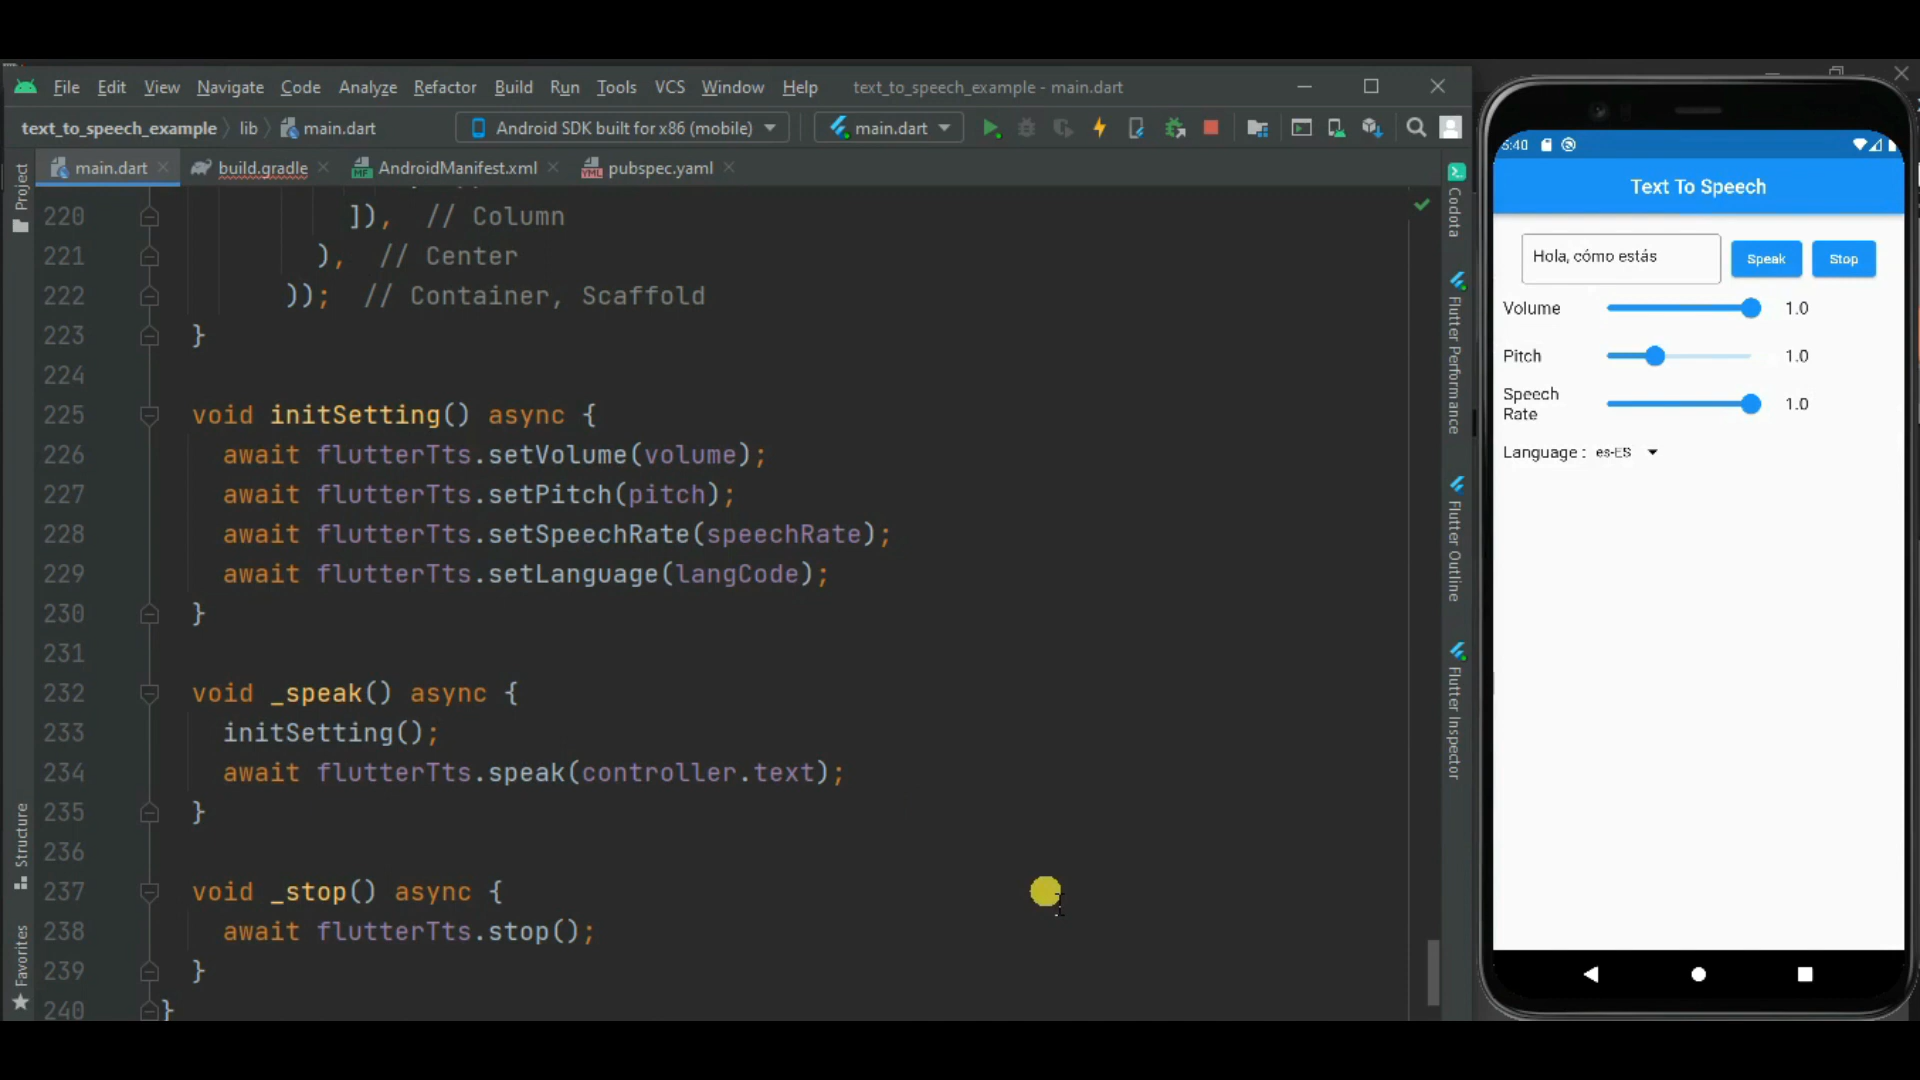 File Edit View Navigate Code Analyze Refactor Build Run Tools VCS Window Help text_to_speech_example - main.dart
text_to_speech_example lib main.dart Android SDK built for x86 (mobile) main.dart
main.dart build.gradle AndroidManifest.xml pubspec.yaml
Project
Structure
Favorites
220 ]), // Column
221 ), // Center
222 )); // Container, Scaffold
223 }
224
225 void initSetting() async {
226 await flutterTts.setVolume(volume);
227 await flutterTts.setPitch(pitch);
228 await flutterTts.setSpeechRate(speechRate);
229 await flutterTts.setLanguage(langCode);
230 }
231
232 void _speak() async {
233 initSetting();
234 await flutterTts.speak(controller.text);
235 }
236
237 void _stop() async {
238 await flutterTts.stop();
239 }
240 }
Codota
Flutter Performance
Flutter Outline
Flutter Inspector
5:40
Text To Speech
Hola, cómo estás Speak Stop
Volume 1.0
Pitch 1.0
Speech
Rate 1.0
Language : es-ES